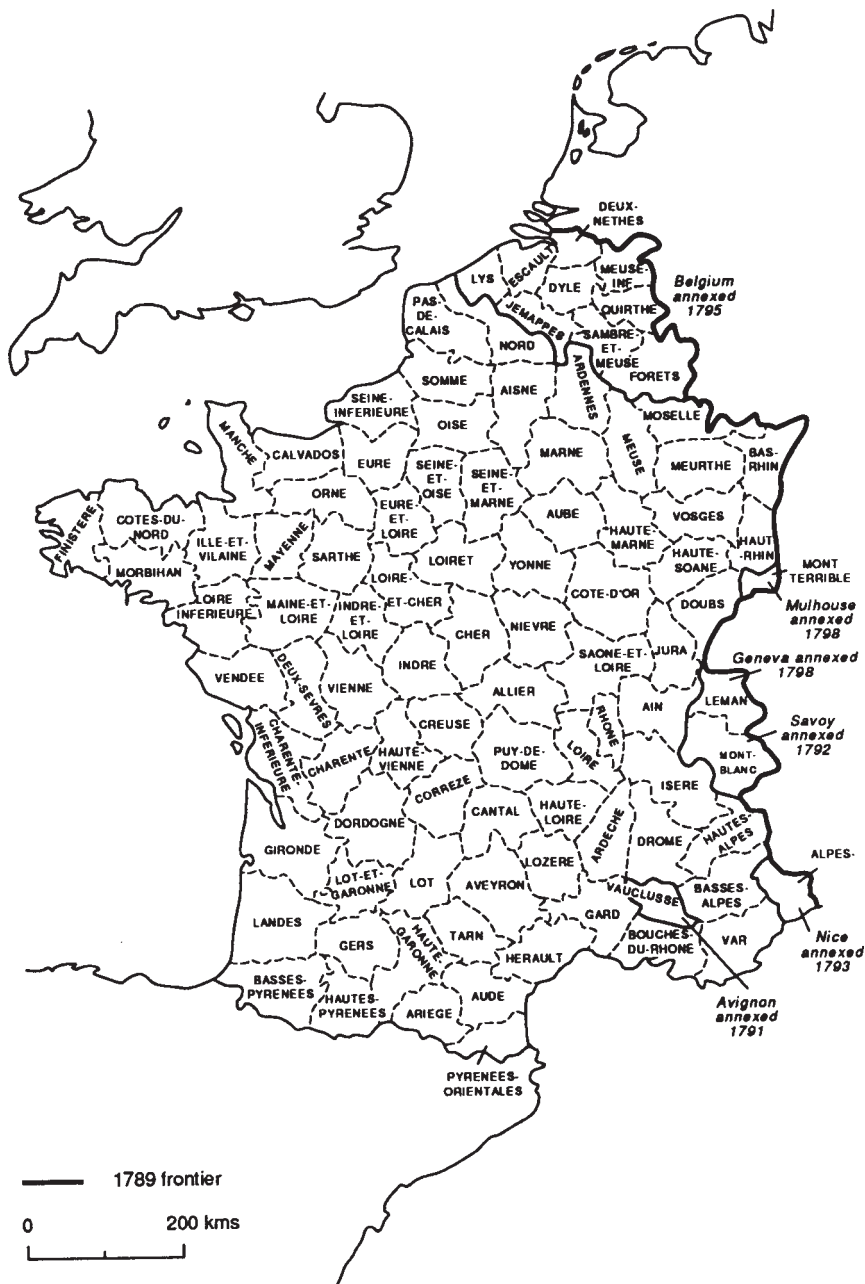 DEUX-
NETHES
LYS
ESCAULT
DYLE
MEUSE-
INF
Belgium
annexed
1795
PAS-
DE-
CALAIS
JEMAPPES
OURTHE
NORD
SAMBRE-
ET-
MEUSE
FORETS
SOMME
AISNE
ARDENNES
SEINE-
INFERIEURE
OISE
MOSELLE
MANCHE
CALVADOS
EURE
SEINE-
ET-
OISE
SEINE-
ET-
MARNE
MARNE
MEUSE
MEURTHE
BAS-
RHIN
ORNE
EURE-
ET-
LOIRE
AUBE
VOSGES
FINISTERE
COTES-DU-
NORD
ILLE-ET-
VILAINE
MAYENNE
SARTHE
HAUTE-
MARNE
HAUT
-RHIN
MORBIHAN
LOIRET
YONNE
HAUTE-
SOANE
MONT
TERRIBLE
LOIRE
INFERIEURE
MAINE-ET-
LOIRE
INDRE-
ET-
LOIRE
LOIRE-
ET-CHER
COTE-D'OR
DOUBS
Mulhouse
annexed
1798
CHER
NIEVRE
VENDEE
DEUX-SEVRES
VIENNE
INDRE
SAONE-ET-
LOIRE
JURA
Geneva annexed
1798
ALLIER
AIN
LEMAN
CHARENTE-
INFERIEURE
CHARENTE
HAUTE-
VIENNE
CREUSE
PUY-DE-
DOME
LOIRE
RHONE
Savoy
annexed
1792
MONT-
BLANC
CORREZE
ISERE
DORDOGNE
CANTAL
HAUTE-
LOIRE
ARDECHE
DROME
HAUTES-
ALPES
GIRONDE
LOT-ET-
GARONNE
LOT
AVEYRON
LOZERE
ALPES-
VAUCLUSSE
BASSES-
ALPES
LANDES
GERS
HAUTE-
GARONNE
TARN
GARD
BOUCHES-
DU-RHONE
VAR
HERAULT
Nice
annexed
1793
BASSES-
PYRENEES
HAUTES-
PYRENEES
ARIEGE
AUDE
Avignon
annexed
1791
PYRENEES-
ORIENTALES
1789 frontier
0 200 kms